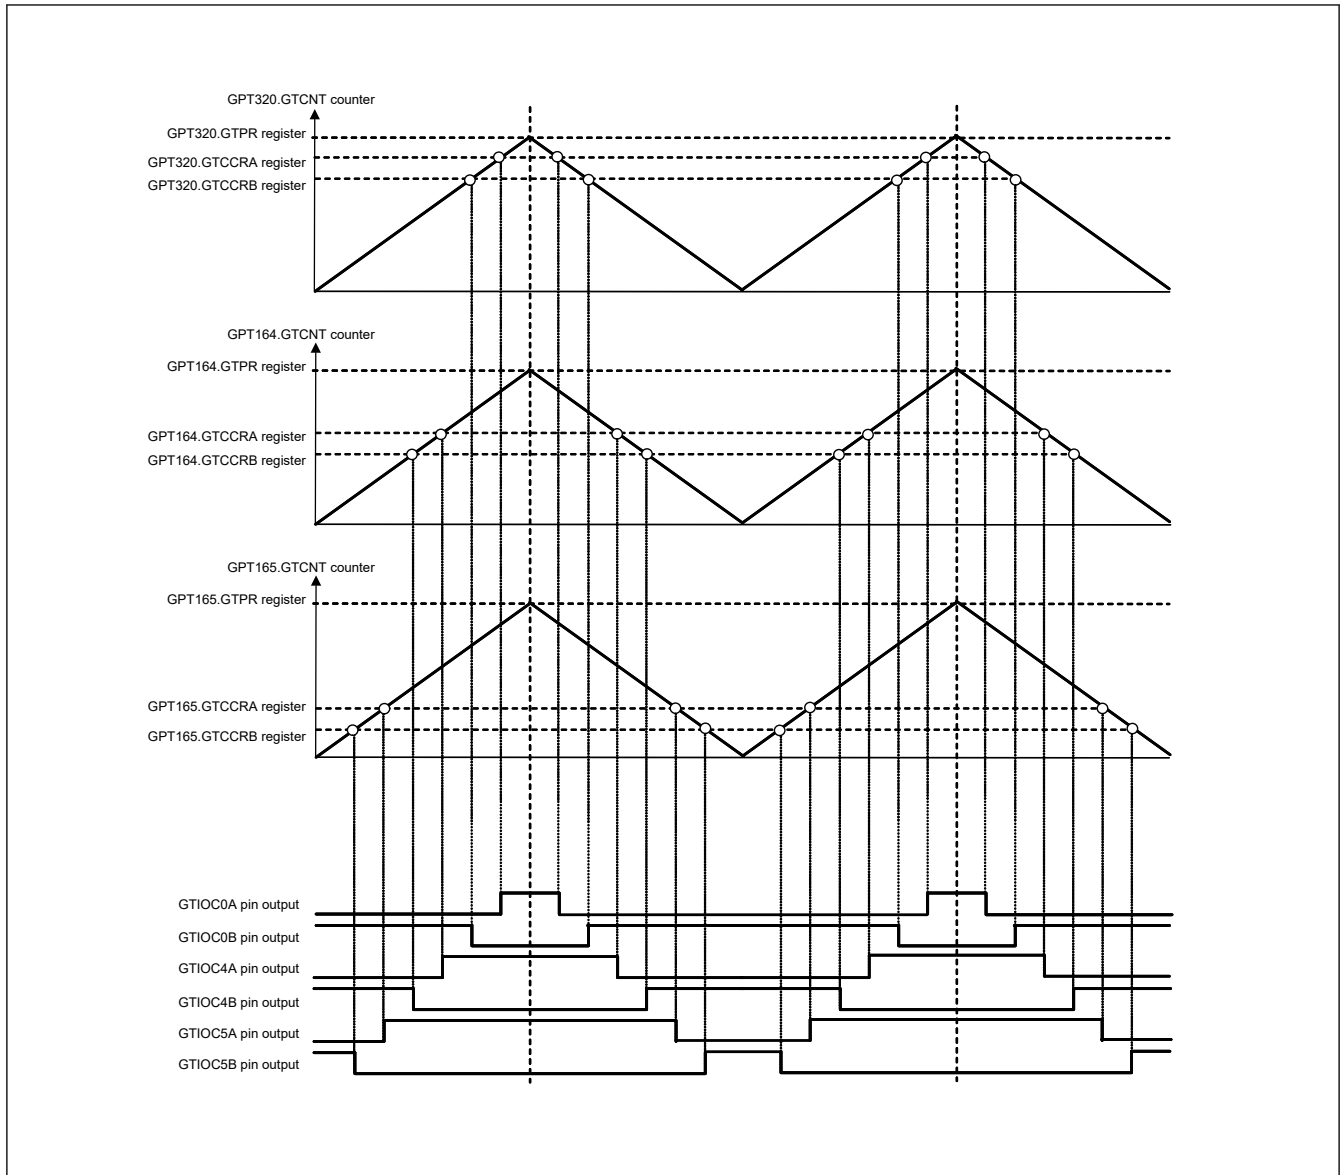 GPT320.GTCNT counter
GPT320.GTPR register
GPT320.GTCCRA register
GPT320.GTCCRB register
GPT164.GTCNT counter
GPT164.GTPR register
GPT164.GTCCRA register
GPT164.GTCCRB register
GPT165.GTCNT counter
GPT165.GTPR register
GPT165.GTCCRA register
GPT165.GTCCRB register
GTIOC0A pin output
GTIOC0B pin output
GTIOC4A pin output
GTIOC4B pin output
GTIOC5A pin output
GTIOC5B pin output